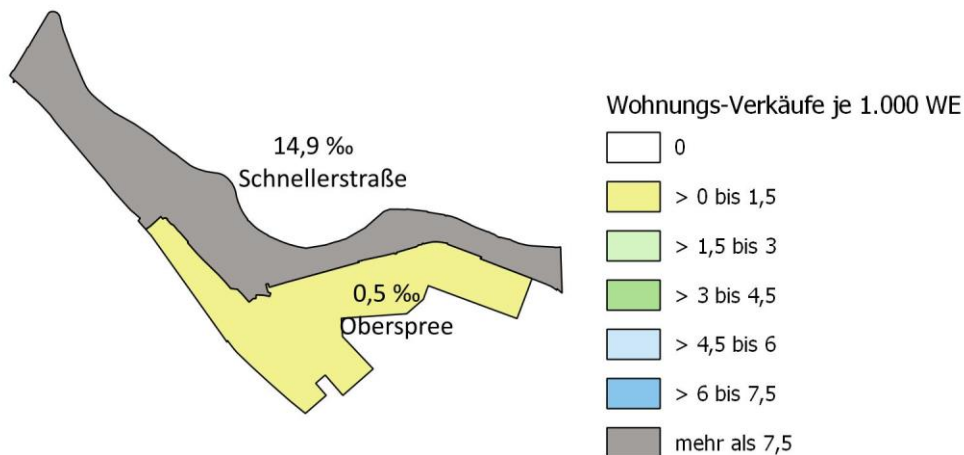 14,9 ‰
Schnellerstraße
0,5 ‰
Oberspree
Wohnungs-Verkäufe je 1.000 WE
0
> 0 bis 1,5
> 1,5 bis 3
> 3 bis 4,5
> 4,5 bis 6
> 6 bis 7,5
mehr als 7,5